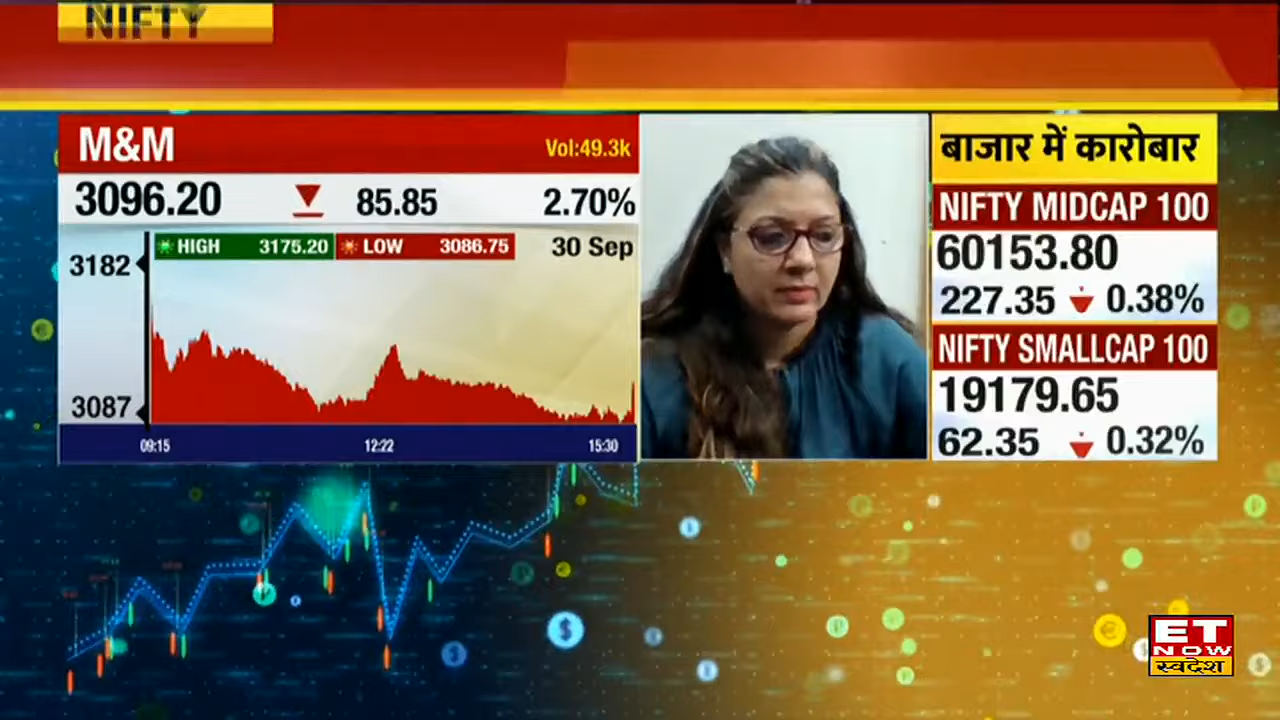 NIFTY
M&M
Vol:49.3k
3096.20 85.85 2.70%
HIGH 3175.20 LOW 3086.75 30 Sep
3182
3087
09:15 12:22 15:30
बाजार में कारोबार
NIFTY MIDCAP 100
60153.80
227.35 0.38%
NIFTY SMALLCAP 100
19179.65
62.35 0.32%
ET
NOW
स्वदेश